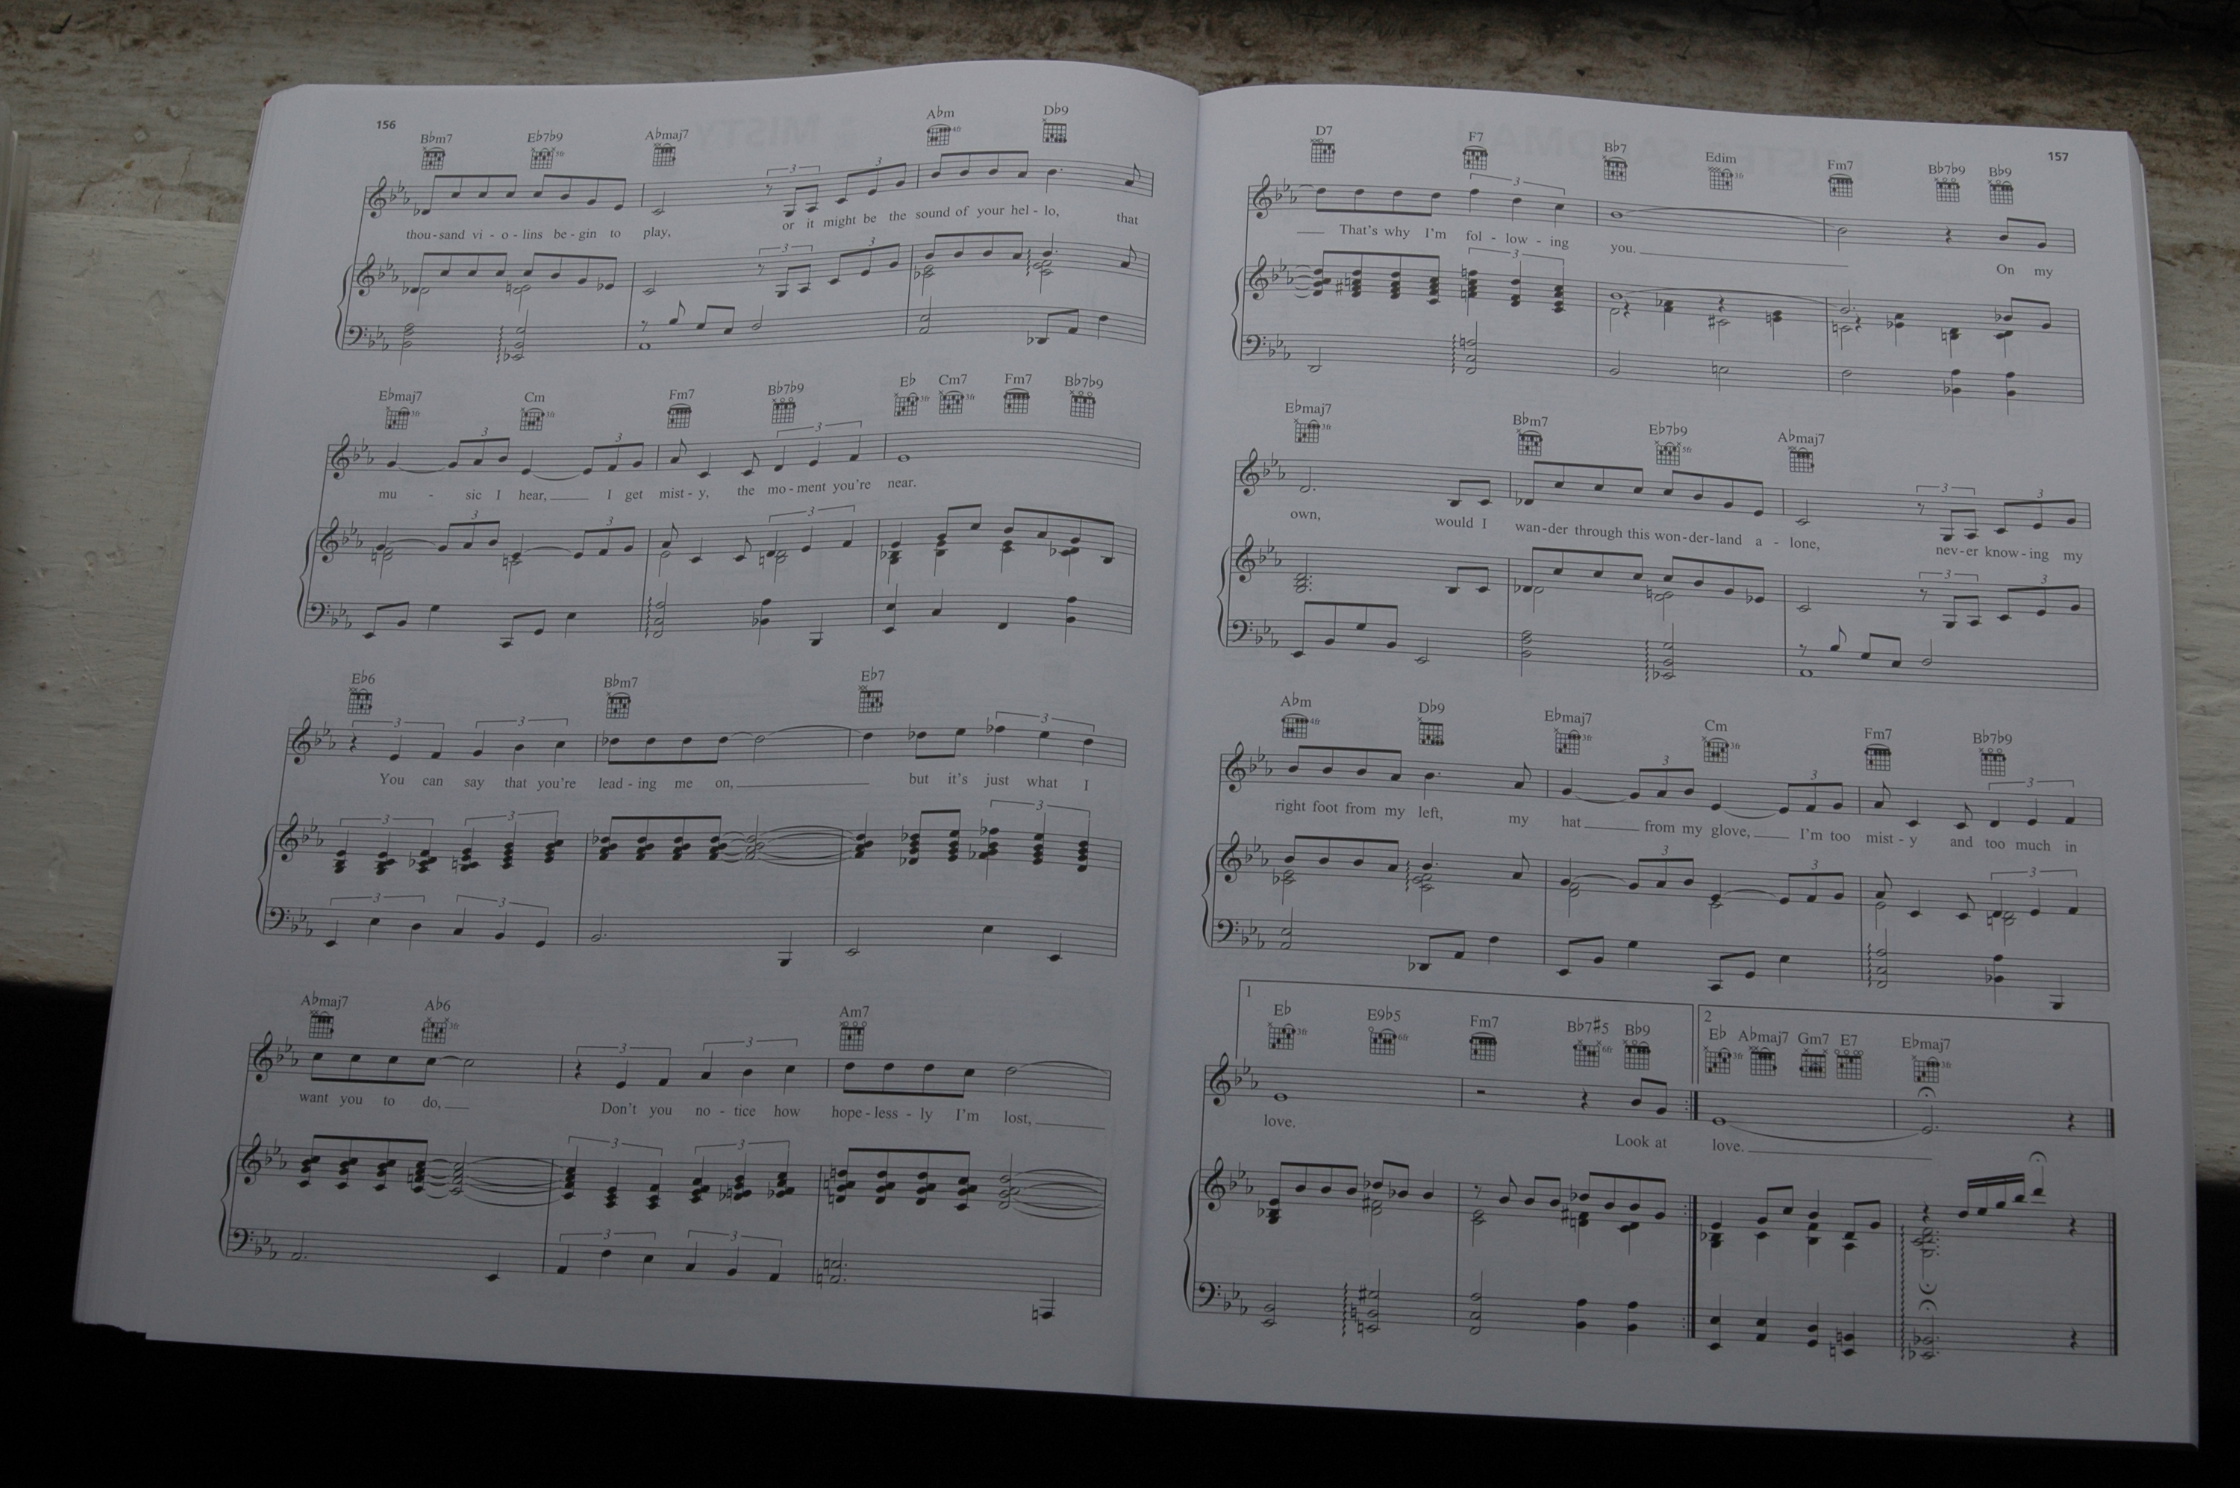 156
B♭m7 E♭7♭9 A♭maj7 A♭m D♭9
thou-sand vi - o - lins be - gin to play, or it might be the sound of your hel - lo, that
E♭maj7 Cm Fm7 B♭7♭9 E♭ Cm7 Fm7 B♭7♭9
mu - sic I hear, I get mist - y, the mo - ment you're near.
E♭6 B♭m7 E♭7
You can say that you're lead - ing me on, but it's just what I
A♭maj7 A♭6 Am7
want you to do, Don't you no - tice how hope - less - ly I'm lost,
157
D7 F7 B♭7 Edim Fm7 B♭7♭9 B♭9
That's why I'm fol - low - ing you. On my
E♭maj7 B♭m7 E♭7♭9 A♭maj7
own, would I wan-der through this won-der-land a - lone, nev-er know-ing my
A♭m D♭9 E♭maj7 Cm Fm7 B♭7♭9
right foot from my left, my hat from my glove, I'm too mist - y and too much in
1 2
E♭ E9♭5 Fm7 B♭7♯5 B♭9 E♭ A♭maj7 Gm7 E7 E♭maj7
love. Look at love.